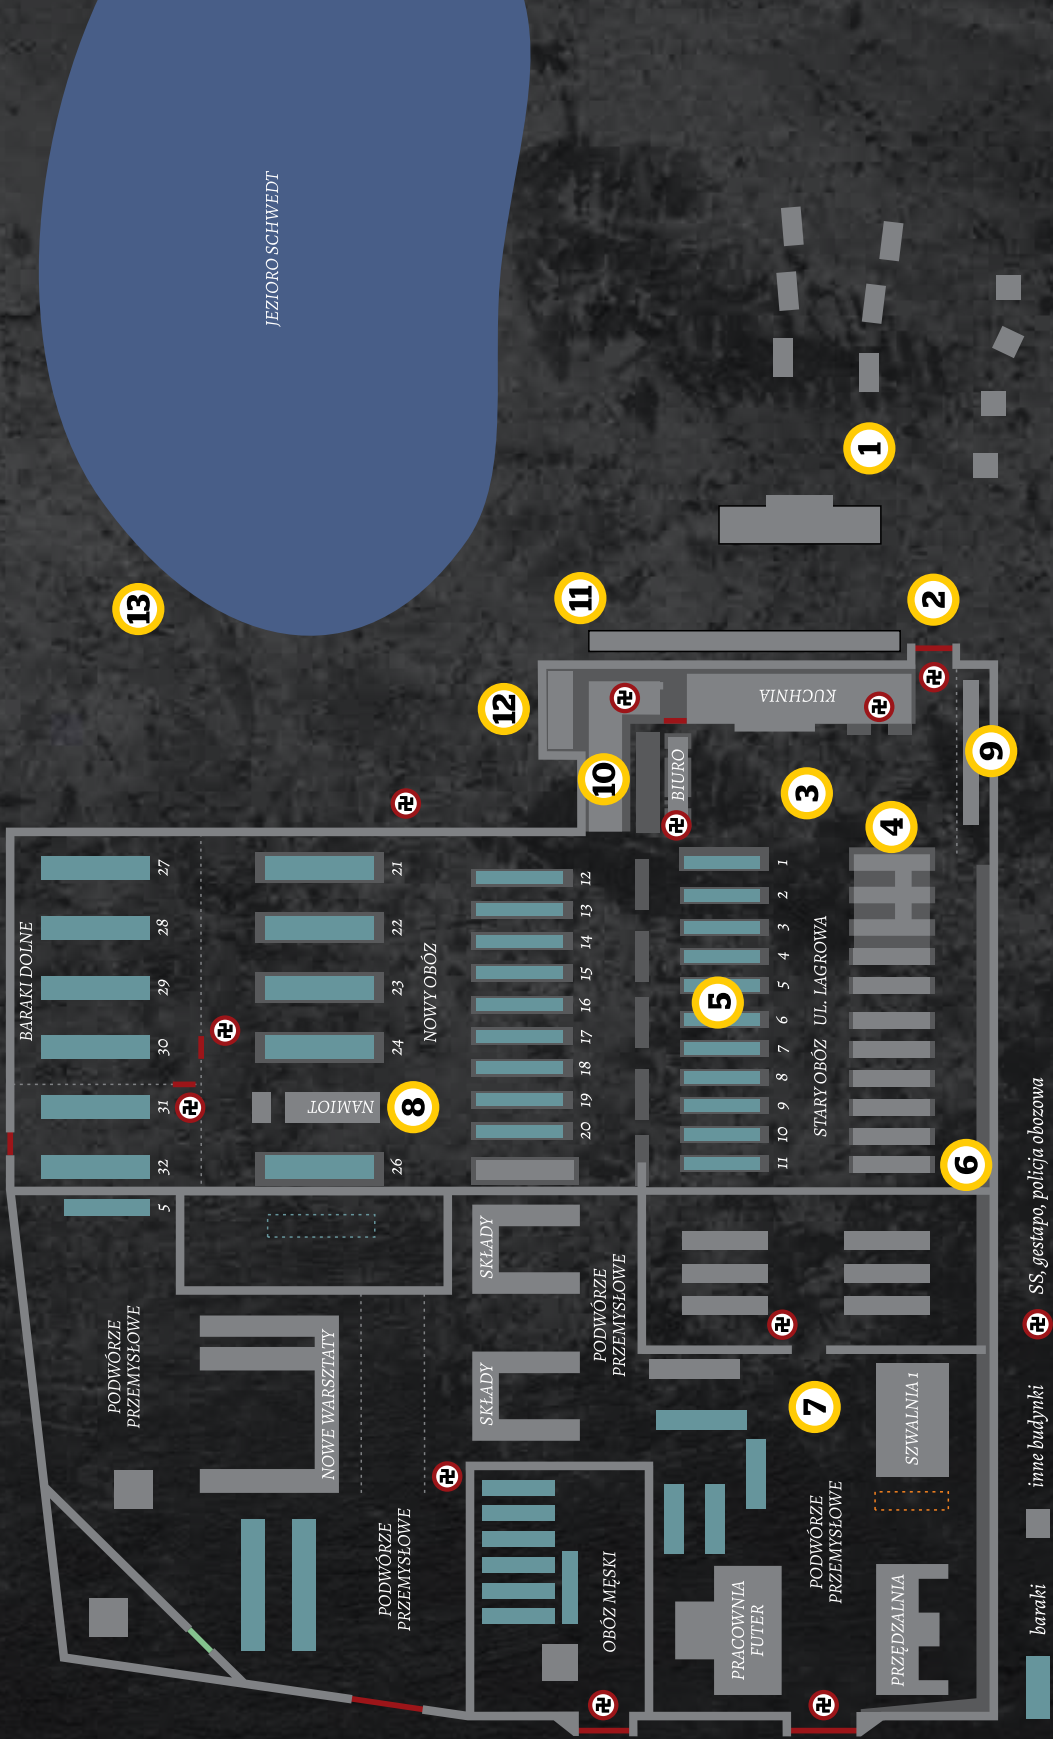 JEZIORO SCHWEDT
1
2
3
4
5
6
7
8
9
10
11
12
13
KUCHNIA
BIURO
BARAKI DOLNE
27
28
29
30
31
32
5
21
22
23
24
NAMIOT
26
NOWY OBÓZ
12
13
14
15
16
17
18
19
20
1
2
3
4
5
6
7
8
9
10
11
STARY OBÓZ UL. LAGROWA
SKŁADY
SKŁADY
PODWÓRZE
PRZEMYSŁOWE
NOWE WARSZTATY
PODWÓRZE
PRZEMYSŁOWE
PODWÓRZE
PRZEMYSŁOWE
OBÓZ MĘSKI
PODWÓRZE
PRZEMYSŁOWE
SZWALNIA 1
PRACOWNIA
FUTER
PRZĘDZALNIA
baraki
inne budynki
SS, gestapo, policja obozowa